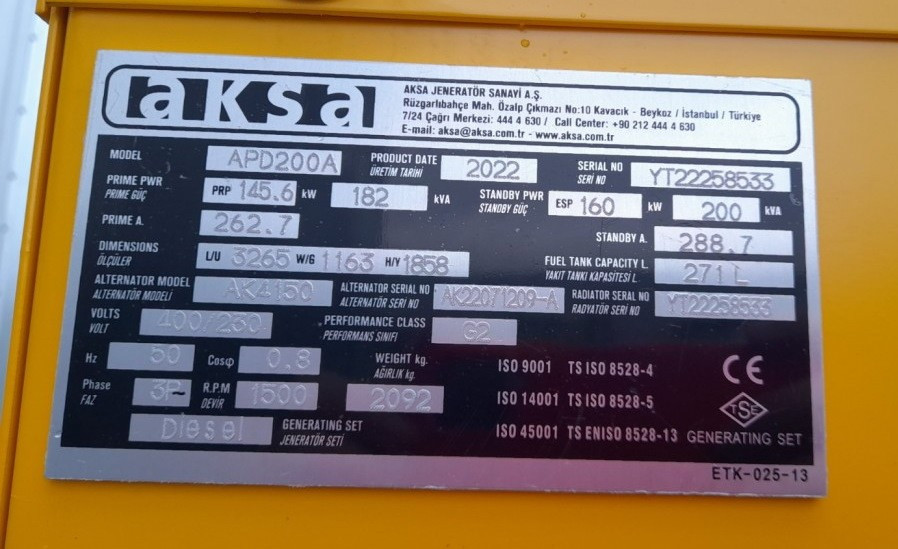 aksa
AKSA JENERATÖR SANAYİ A.Ş.
Rüzgarlıbahçe Mah. Özalp Çıkmazı No:10 Kavacık - Beykoz / İstanbul / Türkiye
7/24 Çağrı Merkezi: 444 4 630 / Call Center: +90 212 444 4 630
E-mail: aksa@aksa.com.tr - www.aksa.com.tr
MODEL APD200A PRODUCT DATE ÜRETİM TARİHİ 2022 SERIAL NO SERİ NO YT22258533
PRIME PWR PRIME GÜÇ PRP 145.6 kW 182 kVA STANDBY PWR STANDBY GÜÇ ESP 160 kW 200 kVA
PRIME A. 262.7 STANDBY A. 288.7
DIMENSIONS ÖLÇÜLER L/U 3265 W/G 1163 H/Y 1858 FUEL TANK CAPACITY L. YAKIT TANKI KAPASİTESİ L. 271 L
ALTERNATOR MODEL ALTERNATÖR MODELİ AK4150 ALTERNATOR SERIAL NO ALTERNATÖR SERI NO AK22071209-A RADIATOR SERAL NO RADYATÖR SERI NO YT22258533
VOLTS VOLT 400/230 PERFORMANCE CLASS PERFORMANS SINIFI G2
Hz 50 Cosφ 0.8 WEIGHT kg. AĞIRLIK kg. ISO 9001 TS ISO 8528-4 CE
Phase FAZ 3P~ R.P.M DEVİR 1500 2092 ISO 14001 TS ISO 8528-5 TSE
Diesel GENERATING SET JENERATÖR SETİ ISO 45001 TS ENISO 8528-13 GENERATING SET
ETK-025-13